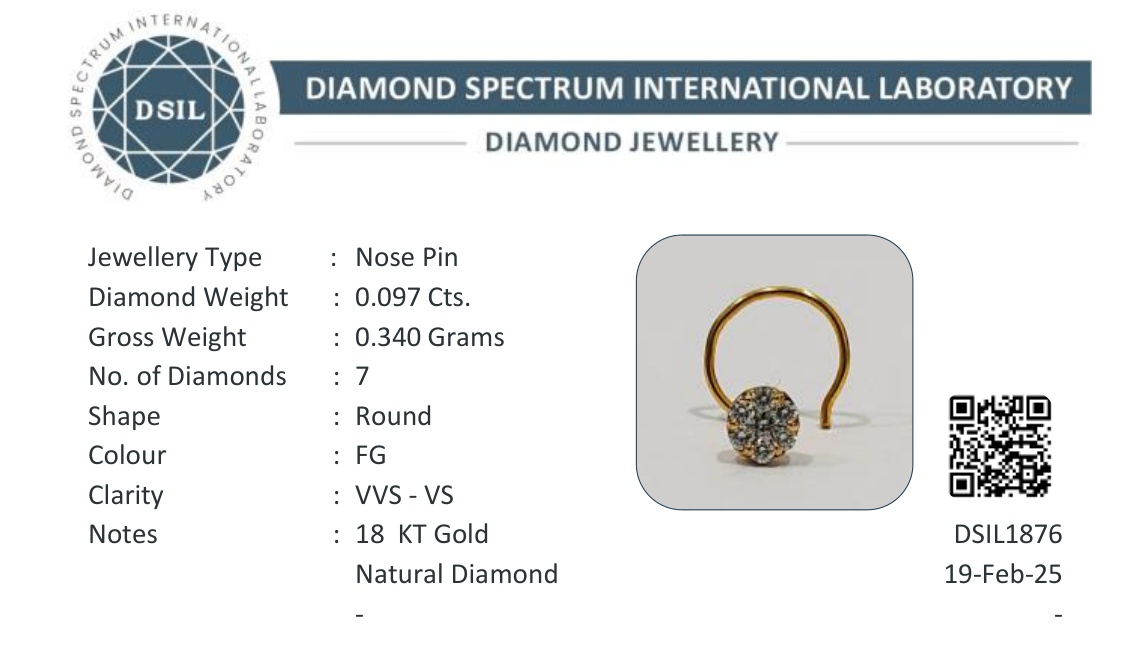 DIAMOND SPECTRUM INTERNATIONAL LABORATORY
DSIL
DIAMOND SPECTRUM INTERNATIONAL LABORATORY
DIAMOND JEWELLERY
Jewellery Type : Nose Pin
Diamond Weight : 0.097 Cts.
Gross Weight : 0.340 Grams
No. of Diamonds : 7
Shape : Round
Colour : FG
Clarity : VVS - VS
Notes : 18 KT Gold
Natural Diamond
-
DSIL1876
19-Feb-25
-